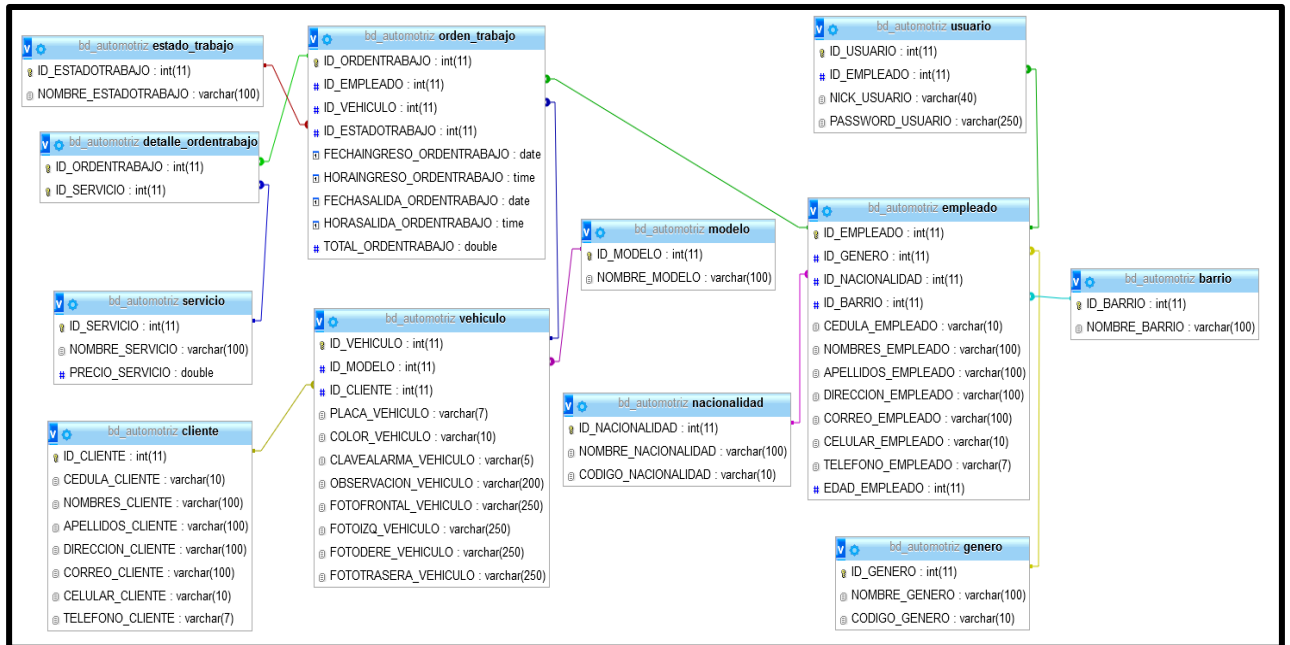 bd_automotriz estado_trabajo
ID_ESTADOTRABAJO : int(11)
NOMBRE_ESTADOTRABAJO : varchar(100)
bd_automotriz detalle_ordentrabajo
ID_ORDENTRABAJO : int(11)
ID_SERVICIO : int(11)
bd_automotriz servicio
ID_SERVICIO : int(11)
NOMBRE_SERVICIO : varchar(100)
PRECIO_SERVICIO : double
bd_automotriz cliente
ID_CLIENTE : int(11)
CEDULA_CLIENTE : varchar(10)
NOMBRES_CLIENTE : varchar(100)
APELLIDOS_CLIENTE : varchar(100)
DIRECCION_CLIENTE : varchar(100)
CORREO_CLIENTE : varchar(100)
CELULAR_CLIENTE : varchar(10)
TELEFONO_CLIENTE : varchar(7)
bd_automotriz orden_trabajo
ID_ORDENTRABAJO : int(11)
ID_EMPLEADO : int(11)
ID_VEHICULO : int(11)
ID_ESTADOTRABAJO : int(11)
FECHAINGRESO_ORDENTRABAJO : date
HORAINGRESO_ORDENTRABAJO : time
FECHASALIDA_ORDENTRABAJO : date
HORASALIDA_ORDENTRABAJO : time
TOTAL_ORDENTRABAJO : double
bd_automotriz vehiculo
ID_VEHICULO : int(11)
ID_MODELO : int(11)
ID_CLIENTE : int(11)
PLACA_VEHICULO : varchar(7)
COLOR_VEHICULO : varchar(10)
CLAVEALARMA_VEHICULO : varchar(5)
OBSERVACION_VEHICULO : varchar(200)
FOTOFRONTAL_VEHICULO : varchar(250)
FOTOIZQ_VEHICULO : varchar(250)
FOTODERE_VEHICULO : varchar(250)
FOTOTRASERA_VEHICULO : varchar(250)
bd_automotriz modelo
ID_MODELO : int(11)
NOMBRE_MODELO : varchar(100)
bd_automotriz nacionalidad
ID_NACIONALIDAD : int(11)
NOMBRE_NACIONALIDAD : varchar(100)
CODIGO_NACIONALIDAD : varchar(10)
bd_automotriz usuario
ID_USUARIO : int(11)
ID_EMPLEADO : int(11)
NICK_USUARIO : varchar(40)
PASSWORD_USUARIO : varchar(250)
bd_automotriz empleado
ID_EMPLEADO : int(11)
ID_GENERO : int(11)
ID_NACIONALIDAD : int(11)
ID_BARRIO : int(11)
CEDULA_EMPLEADO : varchar(10)
NOMBRES_EMPLEADO : varchar(100)
APELLIDOS_EMPLEADO : varchar(100)
DIRECCION_EMPLEADO : varchar(100)
CORREO_EMPLEADO : varchar(100)
CELULAR_EMPLEADO : varchar(10)
TELEFONO_EMPLEADO : varchar(7)
EDAD_EMPLEADO : int(11)
bd_automotriz genero
ID_GENERO : int(11)
NOMBRE_GENERO : varchar(100)
CODIGO_GENERO : varchar(10)
bd_automotriz barrio
ID_BARRIO : int(11)
NOMBRE_BARRIO : varchar(100)